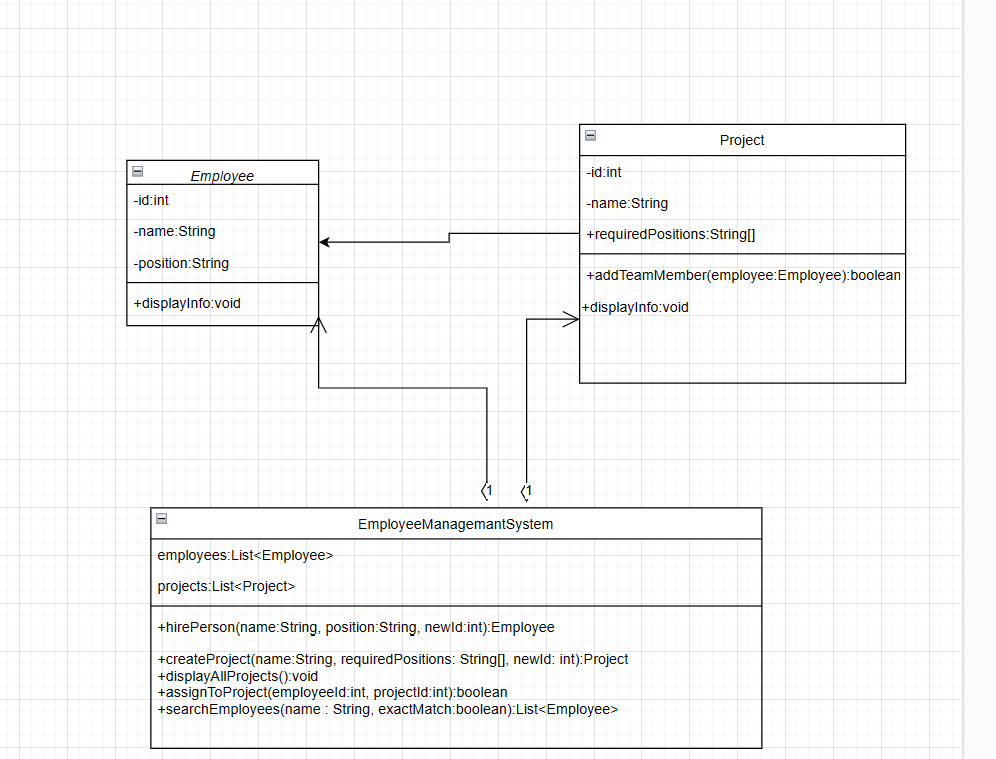 Employee
-id:int
-name:String
-position:String
+displayInfo:void
Project
-id:int
-name:String
+requiredPositions:String[]
+addTeamMember(employee:Employee):boolean
+displayInfo:void
1
1
EmployeeManagemantSystem
employees:List<Employee>
projects:List<Project>
+hirePerson(name:String, position:String, newId:int):Employee
+createProject(name:String, requiredPositions: String[], newId: int):Project
+displayAllProjects():void
+assignToProject(employeeId:int, projectId:int):boolean
+searchEmployees(name : String, exactMatch:boolean):List<Employee>